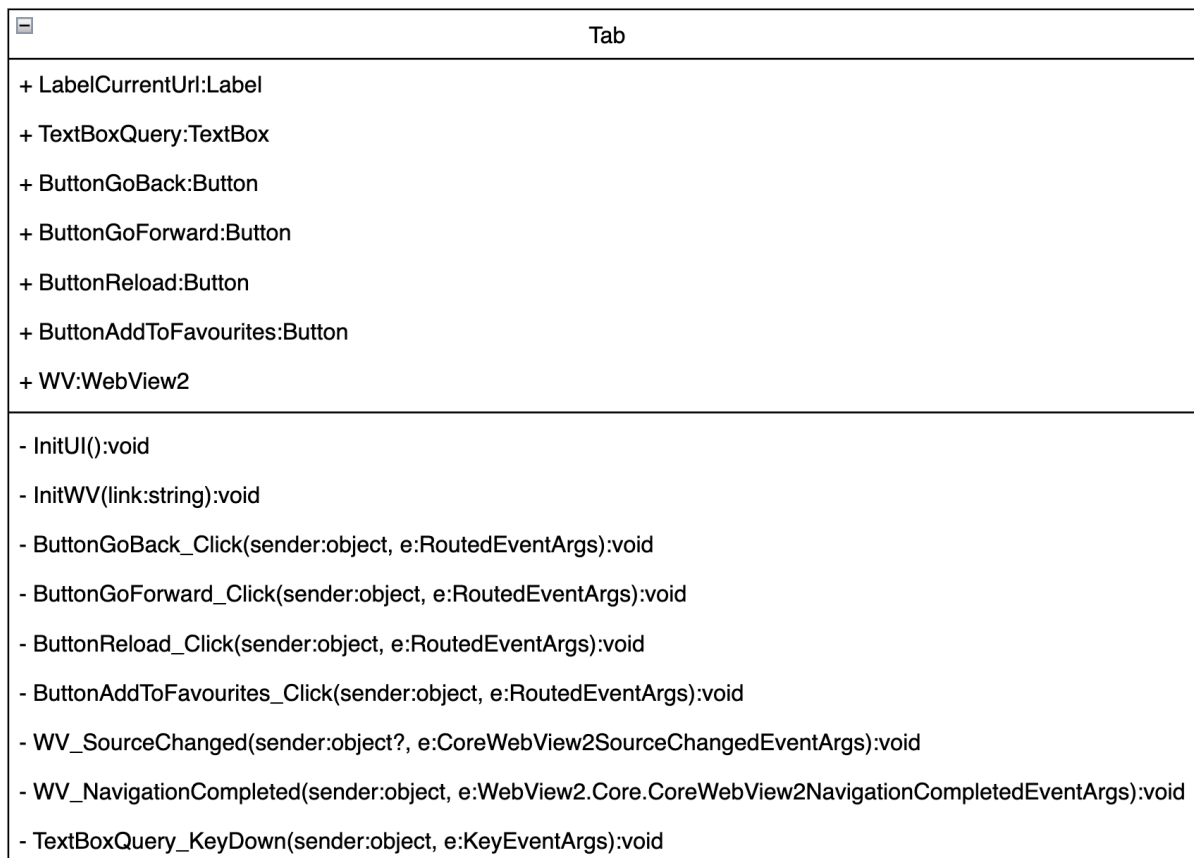 Tab
+ LabelCurrentUrl:Label
+ TextBoxQuery:TextBox
+ ButtonGoBack:Button
+ ButtonGoForward:Button
+ ButtonReload:Button
+ ButtonAddToFavourites:Button
+ WV:WebView2
- InitUI():void
- InitWV(link:string):void
- ButtonGoBack_Click(sender:object, e:RoutedEventArgs):void
- ButtonGoForward_Click(sender:object, e:RoutedEventArgs):void
- ButtonReload_Click(sender:object, e:RoutedEventArgs):void
- ButtonAddToFavourites_Click(sender:object, e:RoutedEventArgs):void
- WV_SourceChanged(sender:object?, e:CoreWebView2SourceChangedEventArgs):void
- WV_NavigationCompleted(sender:object, e:WebView2.Core.CoreWebView2NavigationCompletedEventArgs):void
- TextBoxQuery_KeyDown(sender:object, e:KeyEventArgs):void